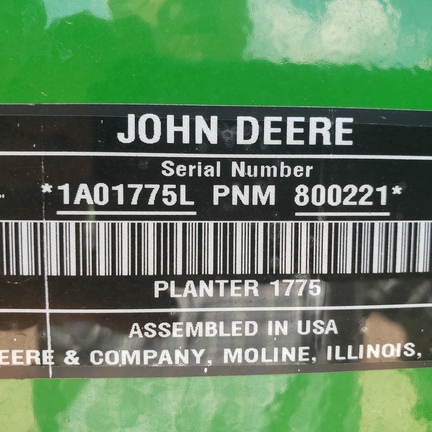 JOHN DEERE
Serial Number
*1A01775L PNM 800221*
PLANTER 1775
ASSEMBLED IN USA
EERE & COMPANY, MOLINE, ILLINOIS,